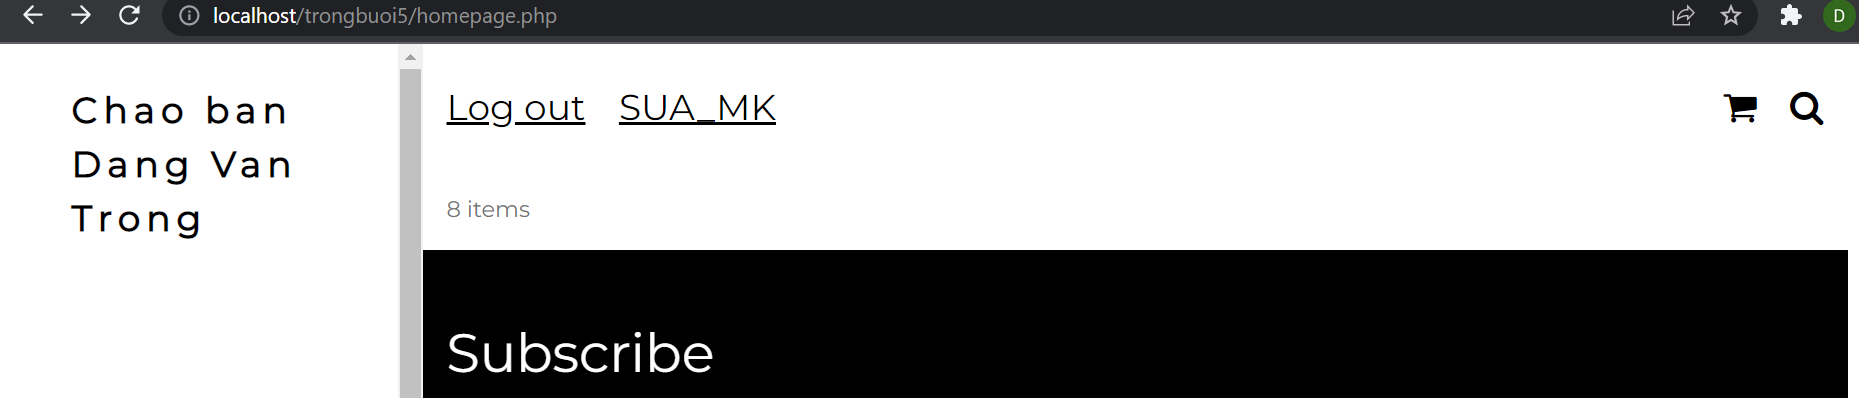 localhost/trongbuoi5/homepage.php
D
Chao ban
Dang Van
Trong
Log out SUA_MK
8 items
Subscribe